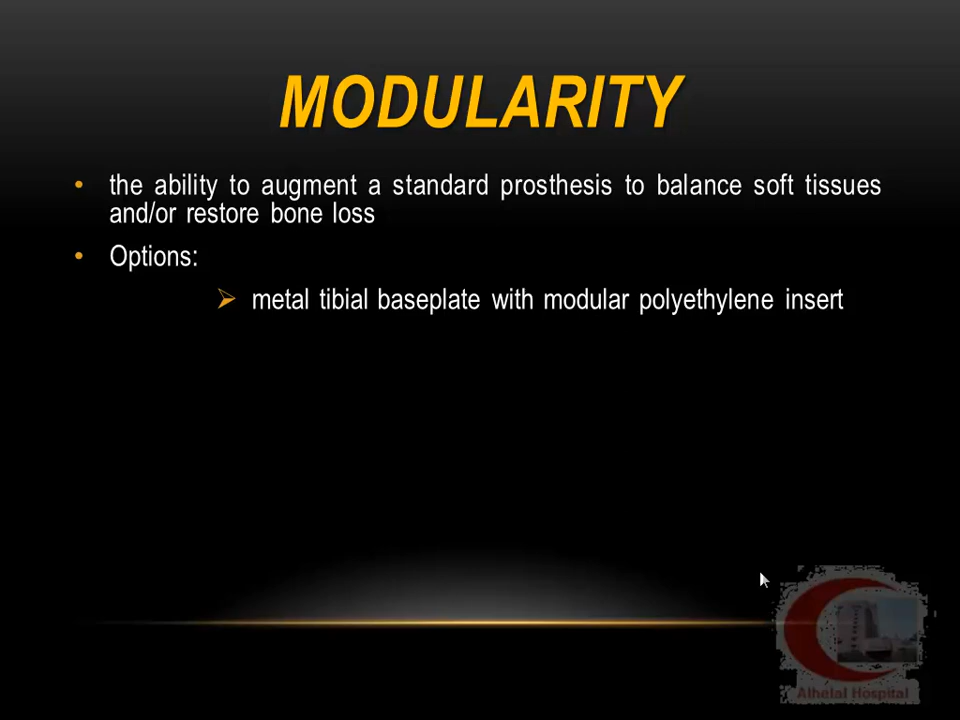 MODULARITY
• the ability to augment a standard prosthesis to balance soft tissues
and/or restore bone loss
• Options:
➢ metal tibial baseplate with modular polyethylene insert
Alhelal Hospital